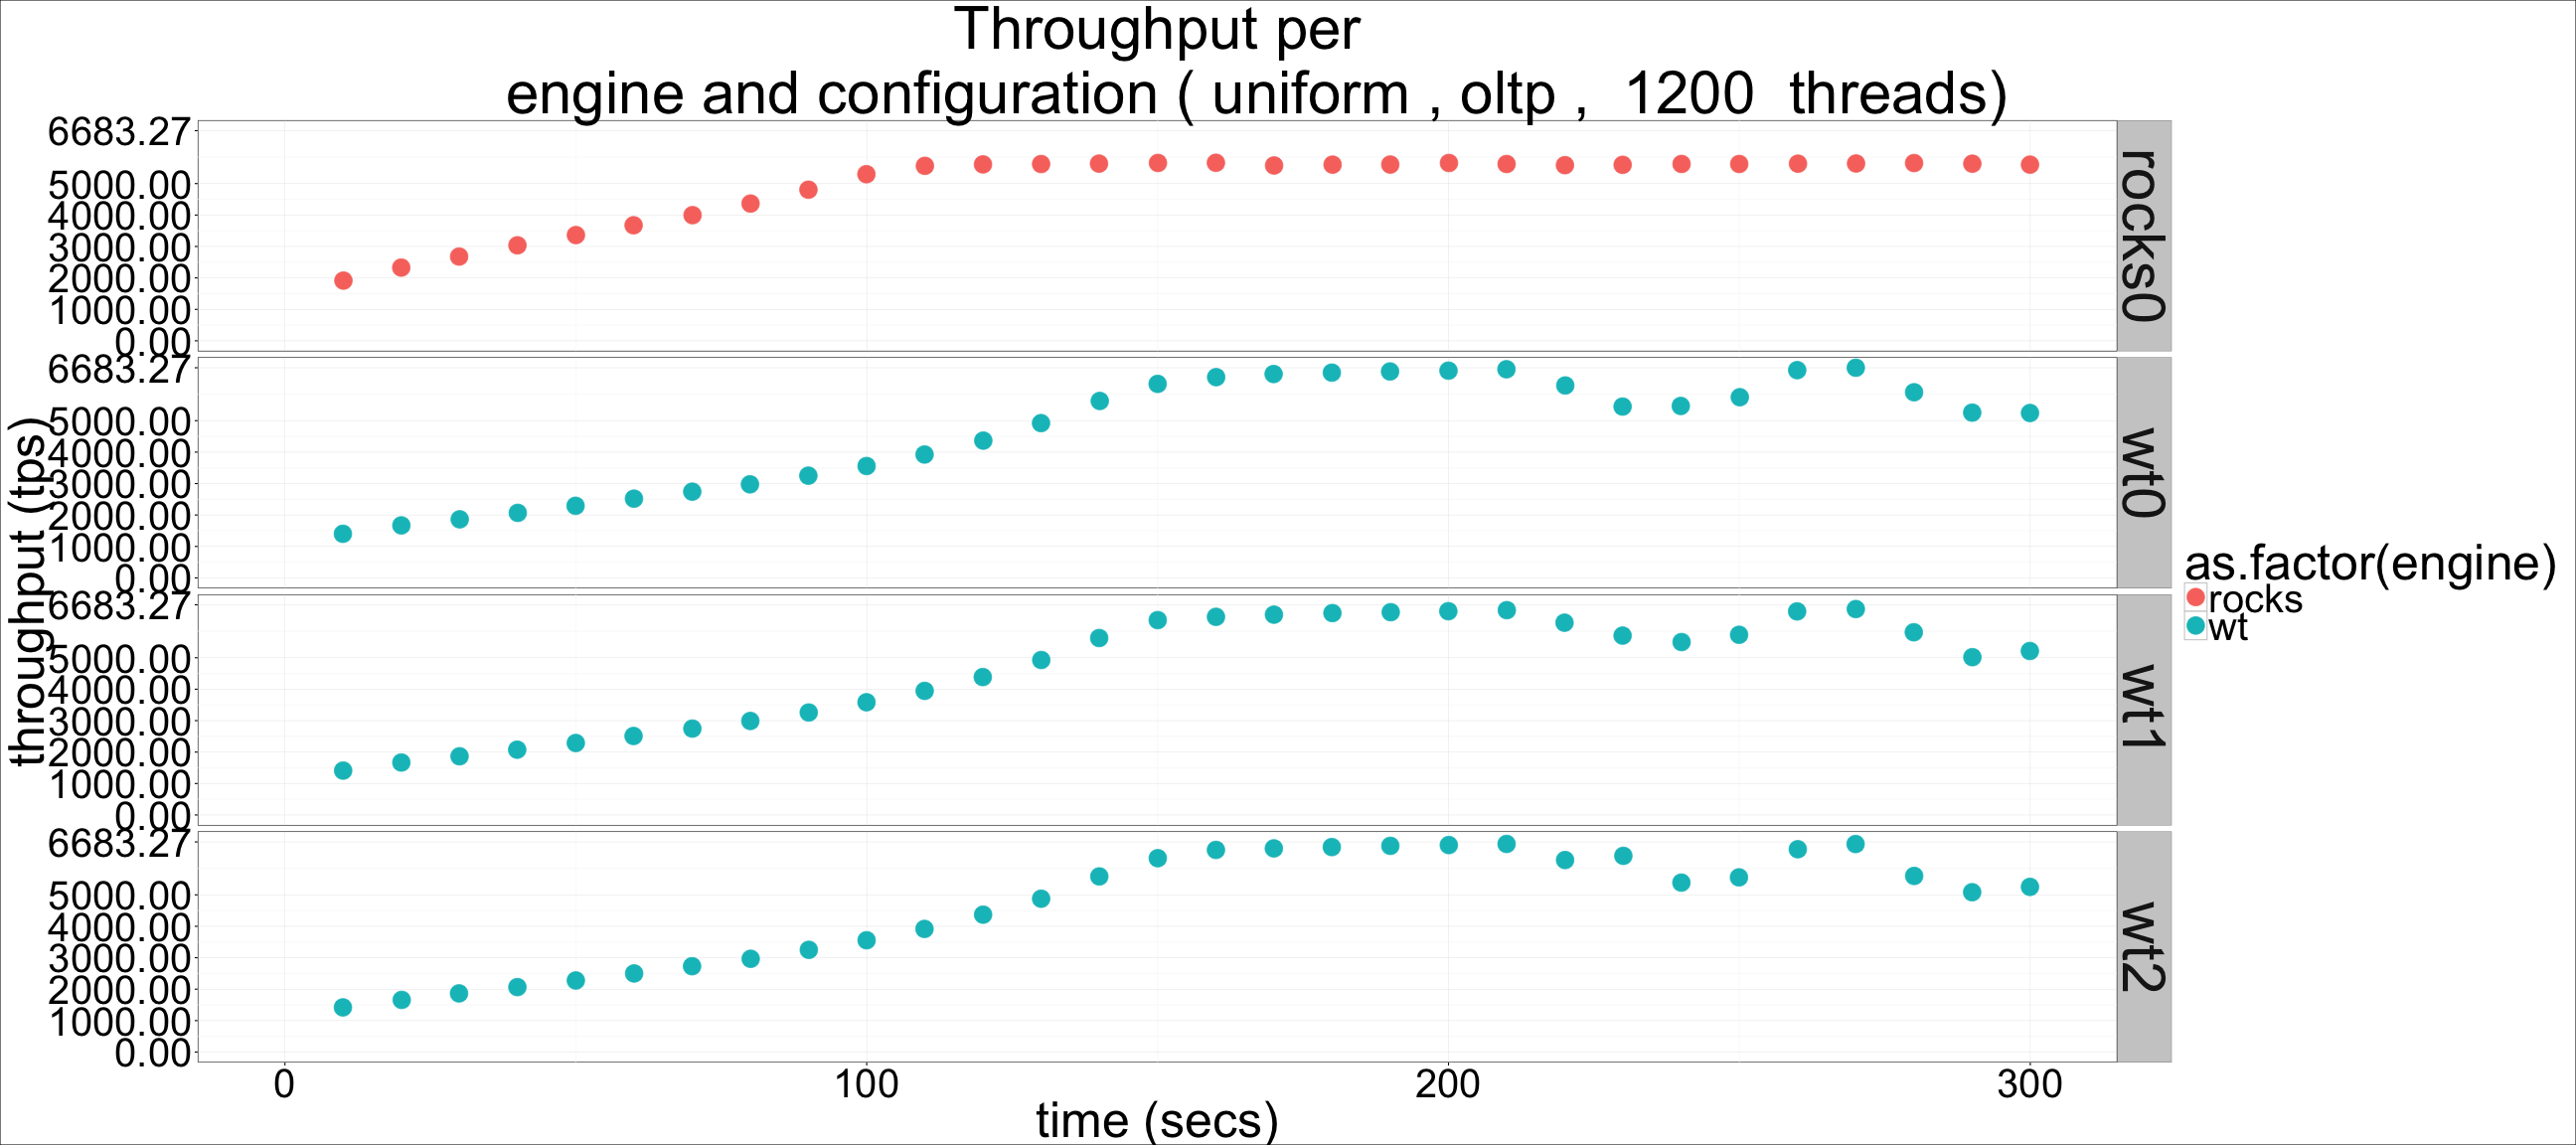 Throughput per
engine and configuration ( uniform , oltp ,  1200  threads)
throughput (tps)
6683.27
5000.00
4000.00
3000.00
2000.00
1000.00
0.00
rocks0
6683.27
5000.00
4000.00
3000.00
2000.00
1000.00
0.00
wt0
6683.27
5000.00
4000.00
3000.00
2000.00
1000.00
0.00
wt1
6683.27
5000.00
4000.00
3000.00
2000.00
1000.00
0.00
wt2
0 100 200 300
time (secs)
as.factor(engine)
rocks
wt